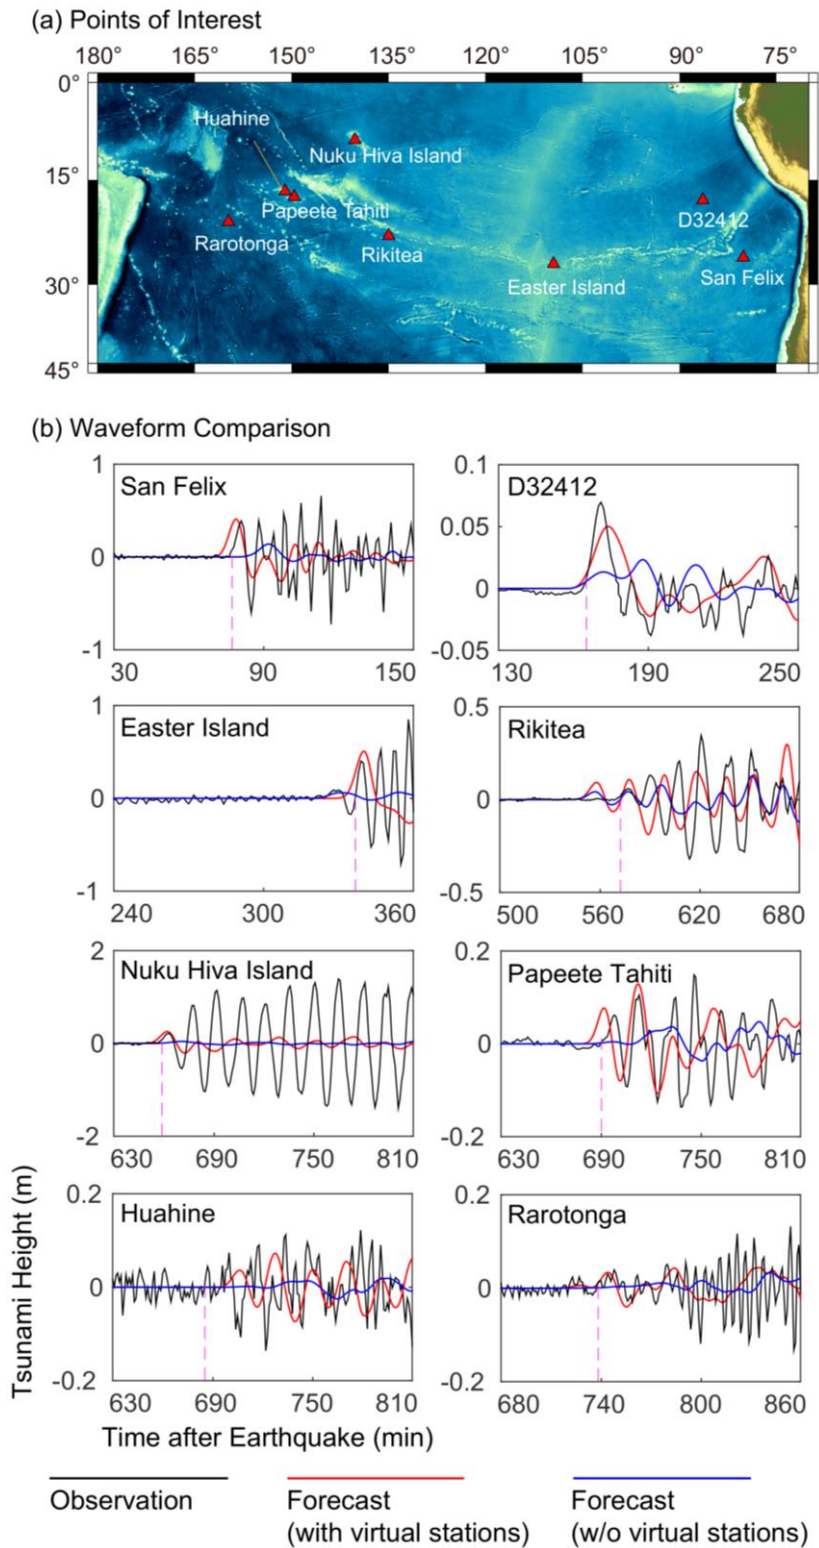 (a) Points of Interest
180° 165° 150° 135° 120° 105° 90° 75°
0°
Huahine
Nuku Hiva Island
15°
Papeete Tahiti
D32412
Rarotonga
Rikitea
San Felix
30°
Easter Island
45°
(b) Waveform Comparison
1 0.1
San Felix D32412
0.05
0 0
-1 -0.05
30 90 150 130 190 250
1 0.5
Easter Island Rikitea
0 0
-1 -0.5
240 300 360 500 560 620 680
2 0.2
Nuku Hiva Island Papeete Tahiti
0 0
-2 -0.2
630 690 750 810 630 690 750 810
0.2 0.2
Huahine Rarotonga
0 0
-0.2 -0.2
630 690 750 810 680 740 800 860
Tsunami Height (m)
Time after Earthquake (min)
Observation Forecast Forecast
(with virtual stations) (w/o virtual stations)